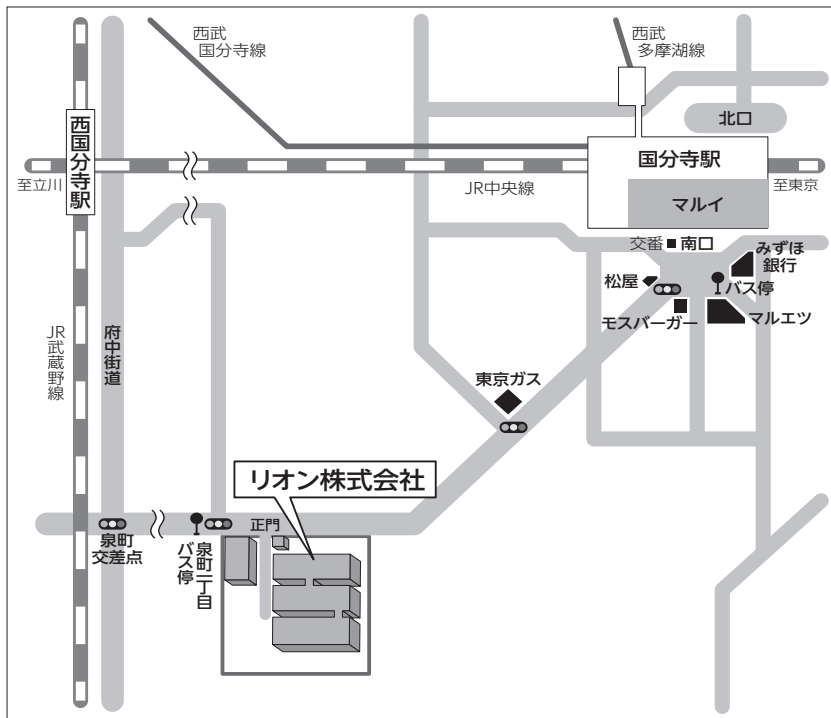 西武
国分寺線
西武
多摩湖線
北口
西国分寺駅
国分寺駅
至立川
JR中央線
至東京
マルイ
交番
南口
みずほ
銀行
松屋
バス停
モスバーガー
マルエツ
JR武蔵野線
府中街道
東京ガス
リオン株式会社
正門
泉町
交差点
泉町一丁目
バス停